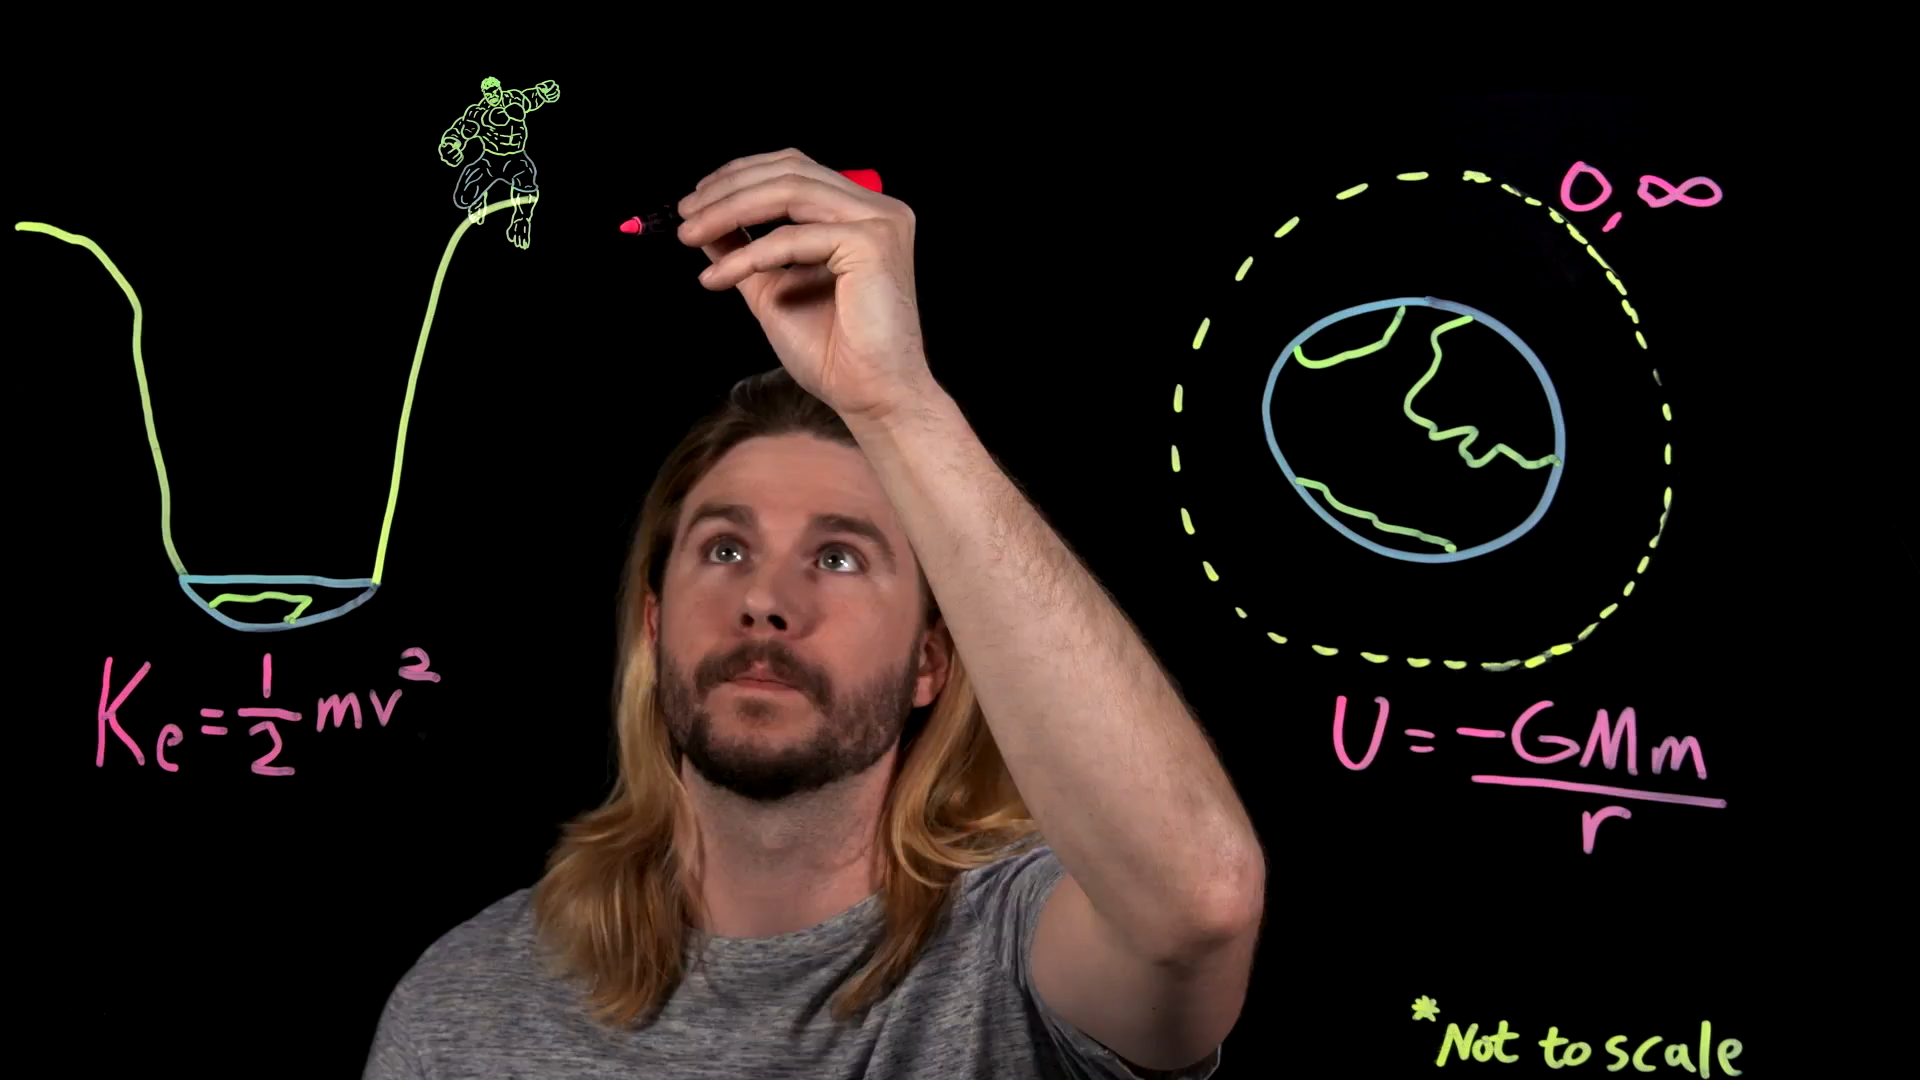 0, ∞
Ke = 1/2 mv²
U = -GMm/r
*Not to scale